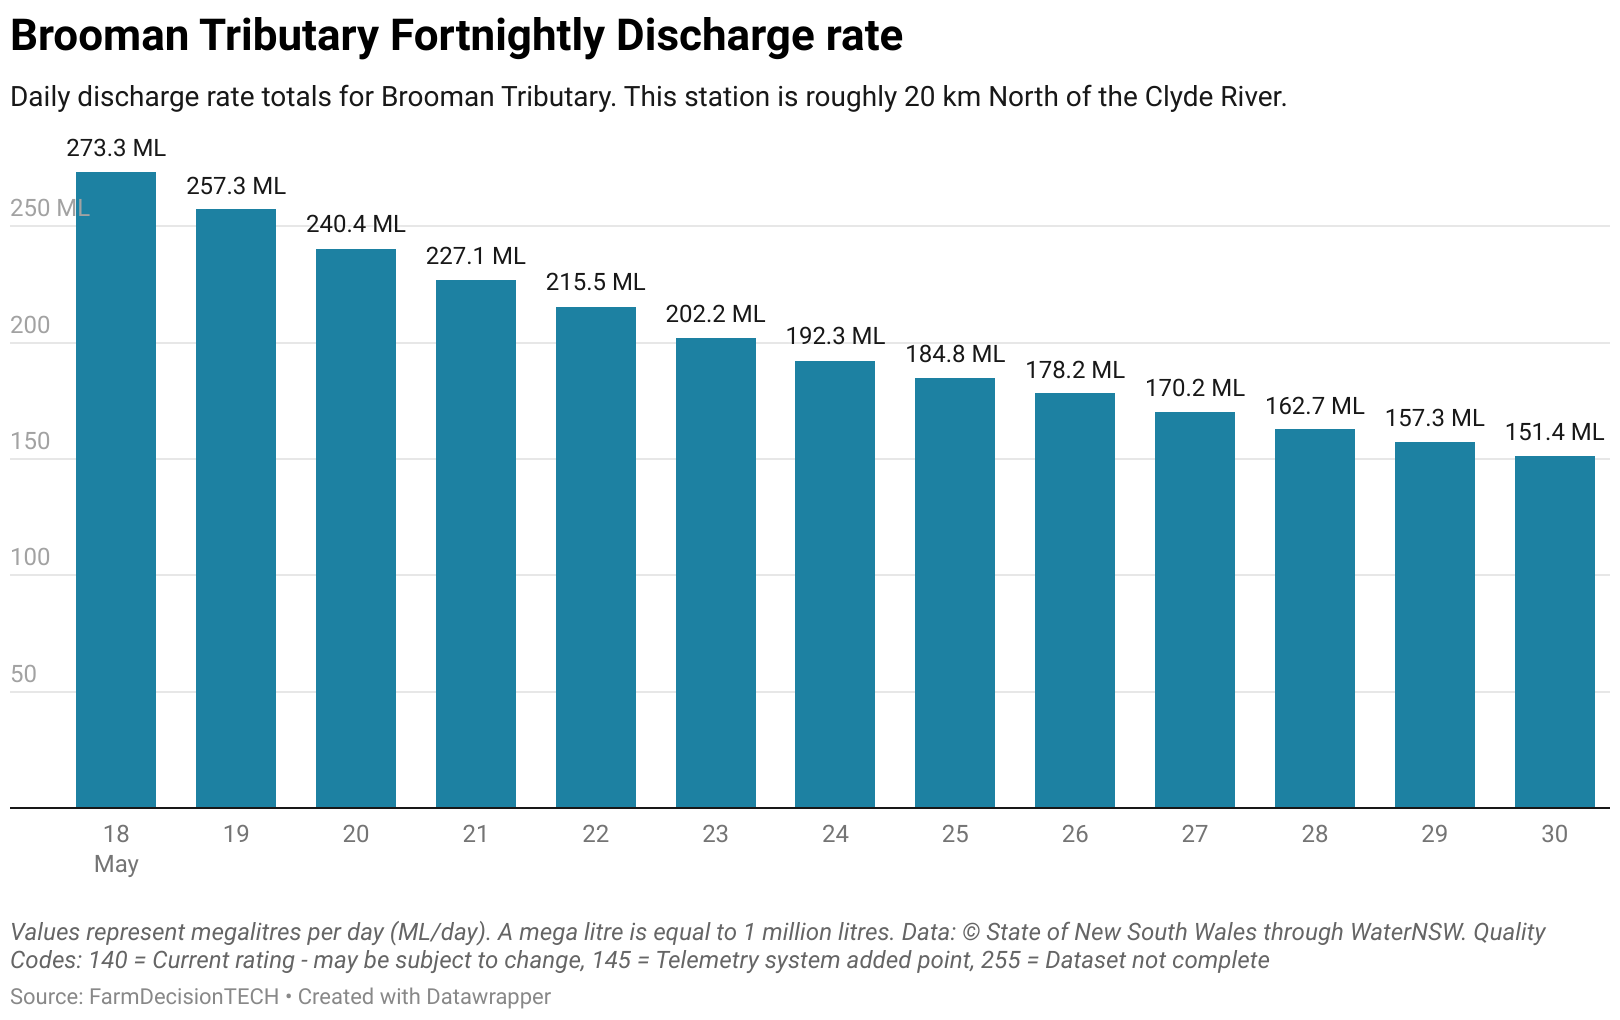 Brooman Tributary Fortnightly Discharge rate
Daily discharge rate totals for Brooman Tributary. This station is roughly 20 km North of the Clyde River.
273.3 ML
257.3 ML
240.4 ML
227.1 ML
215.5 ML
202.2 ML
192.3 ML
184.8 ML
178.2 ML
170.2 ML
162.7 ML
157.3 ML
151.4 ML
250 ML
200
150
100
50
18 19 20 21 22 23 24 25 26 27 28 29 30
May
Values represent megalitres per day (ML/day). A mega litre is equal to 1 million litres. Data: © State of New South Wales through WaterNSW. Quality
Codes: 140 = Current rating - may be subject to change, 145 = Telemetry system added point, 255 = Dataset not complete
Source: FarmDecisionTECH • Created with Datawrapper